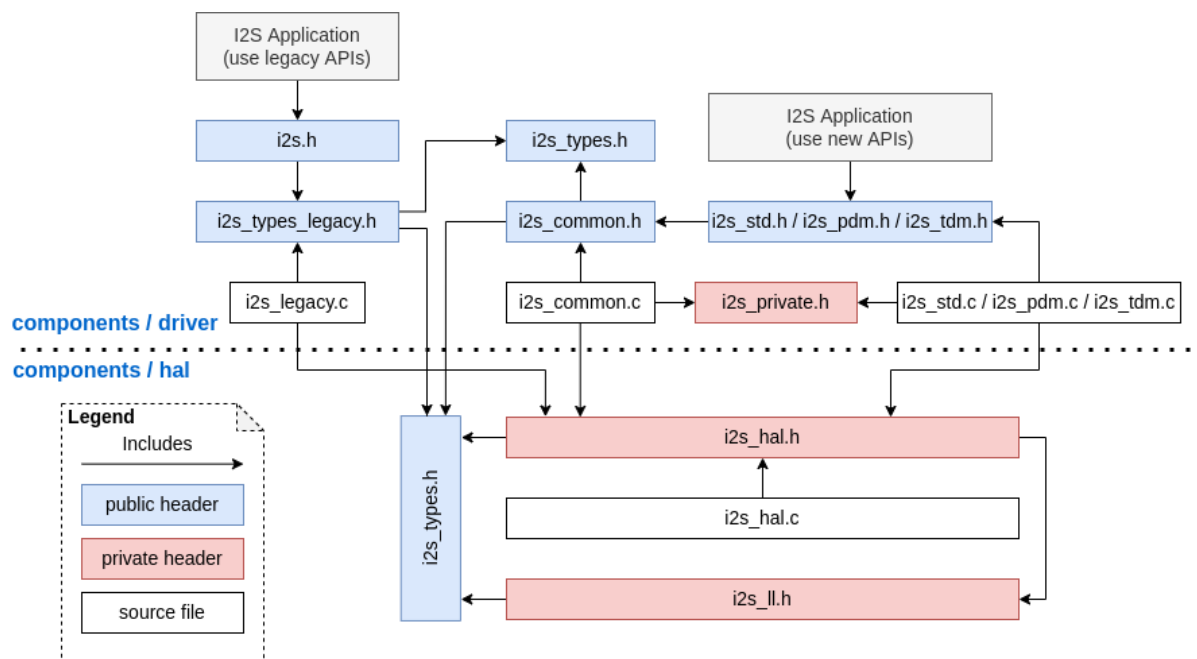 I2S Application
(use legacy APIs)
I2S Application
(use new APIs)
i2s.h
i2s_types.h
i2s_types_legacy.h
i2s_common.h
i2s_std.h / i2s_pdm.h / i2s_tdm.h
i2s_legacy.c
i2s_common.c
i2s_private.h
i2s_std.c / i2s_pdm.c / i2s_tdm.c
components / driver
components / hal
Legend
Includes
public header
private header
source file
i2s_types.h
i2s_hal.h
i2s_hal.c
i2s_ll.h